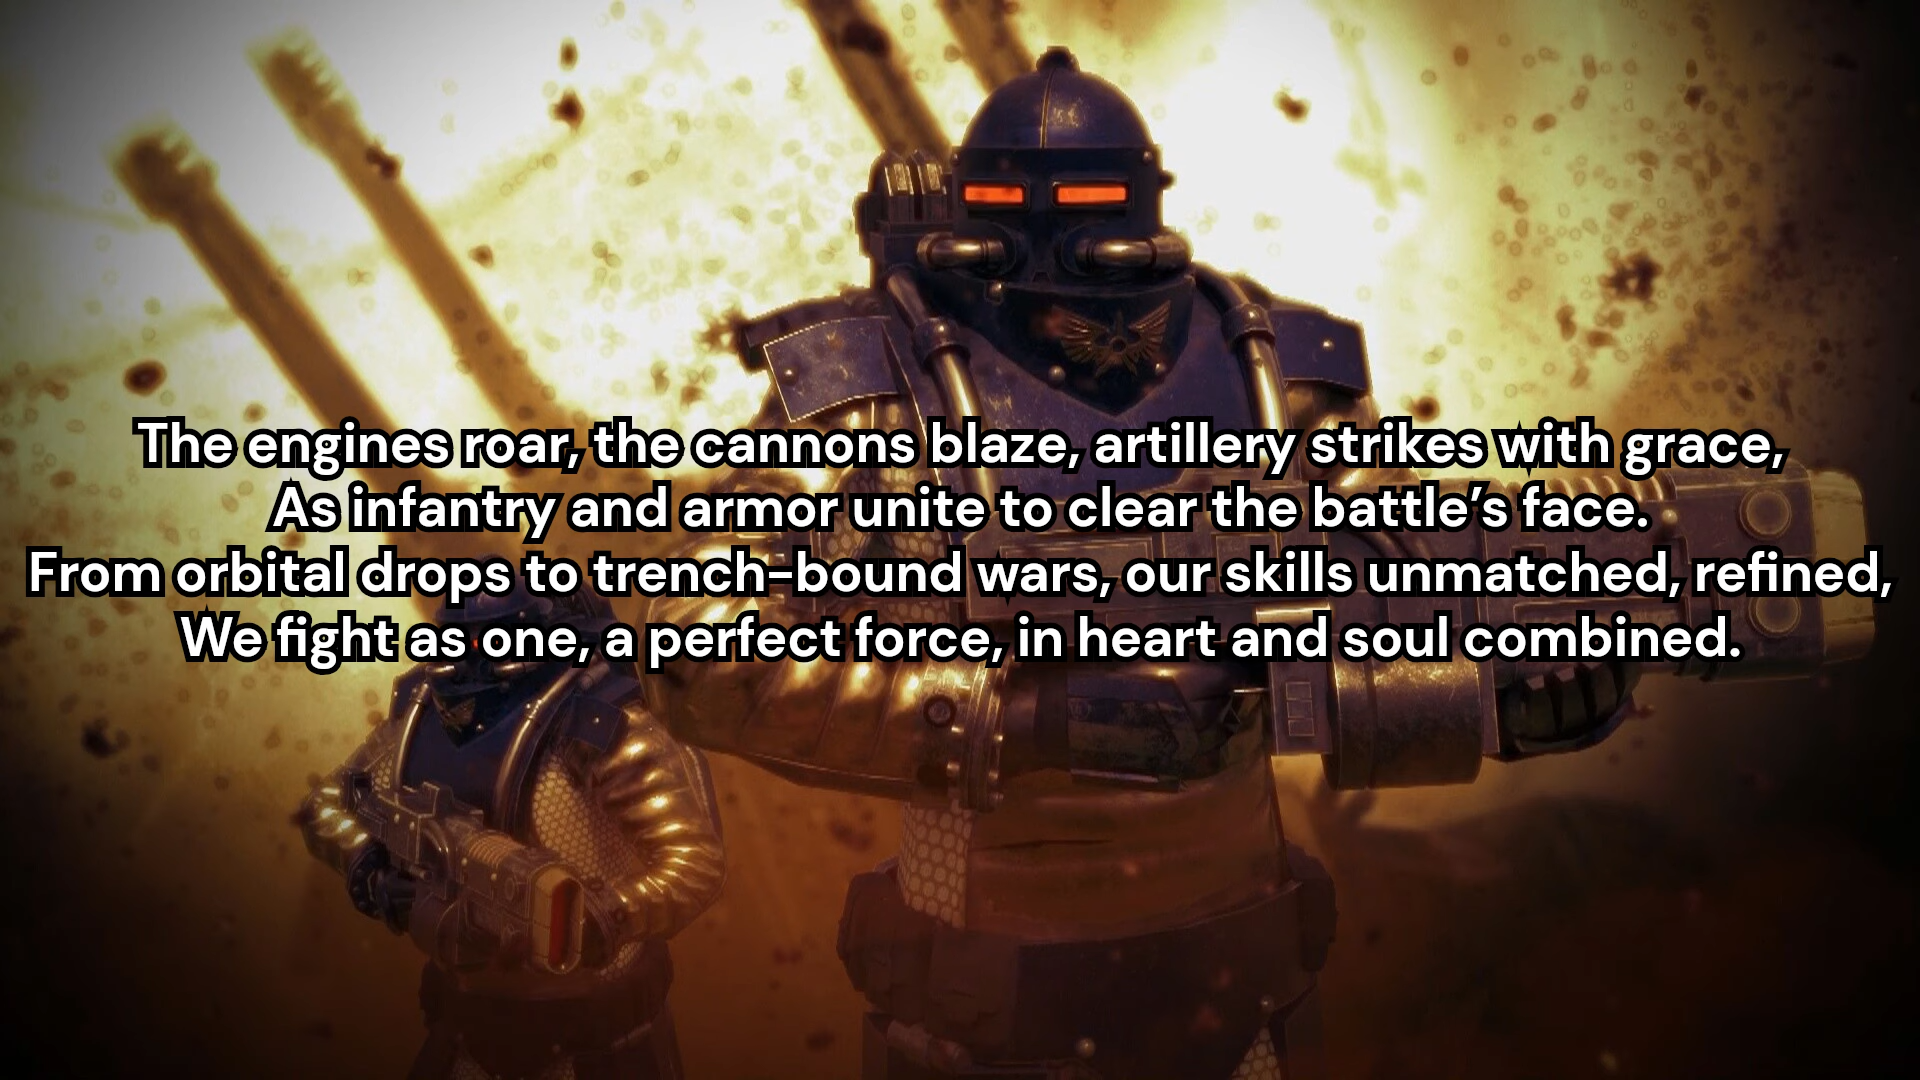 The engines roar, the cannons blaze, artillery strikes with grace,
As infantry and armor unite to clear the battle’s face.
From orbital drops to trench-bound wars, our skills unmatched, refined,
We fight as one, a perfect force, in heart and soul combined.